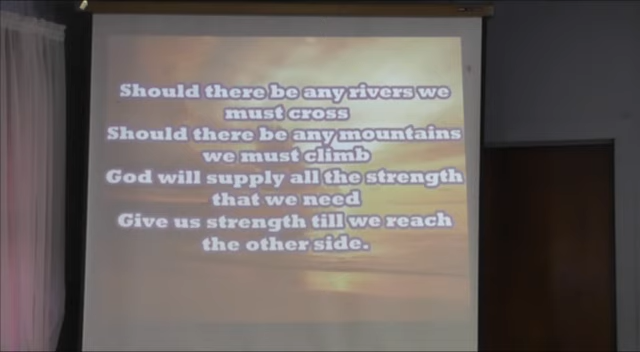 Should there be any rivers we
must cross
Should there be any mountains
we must climb
God will supply all the strength
that we need
Give us strength till we reach
the other side.